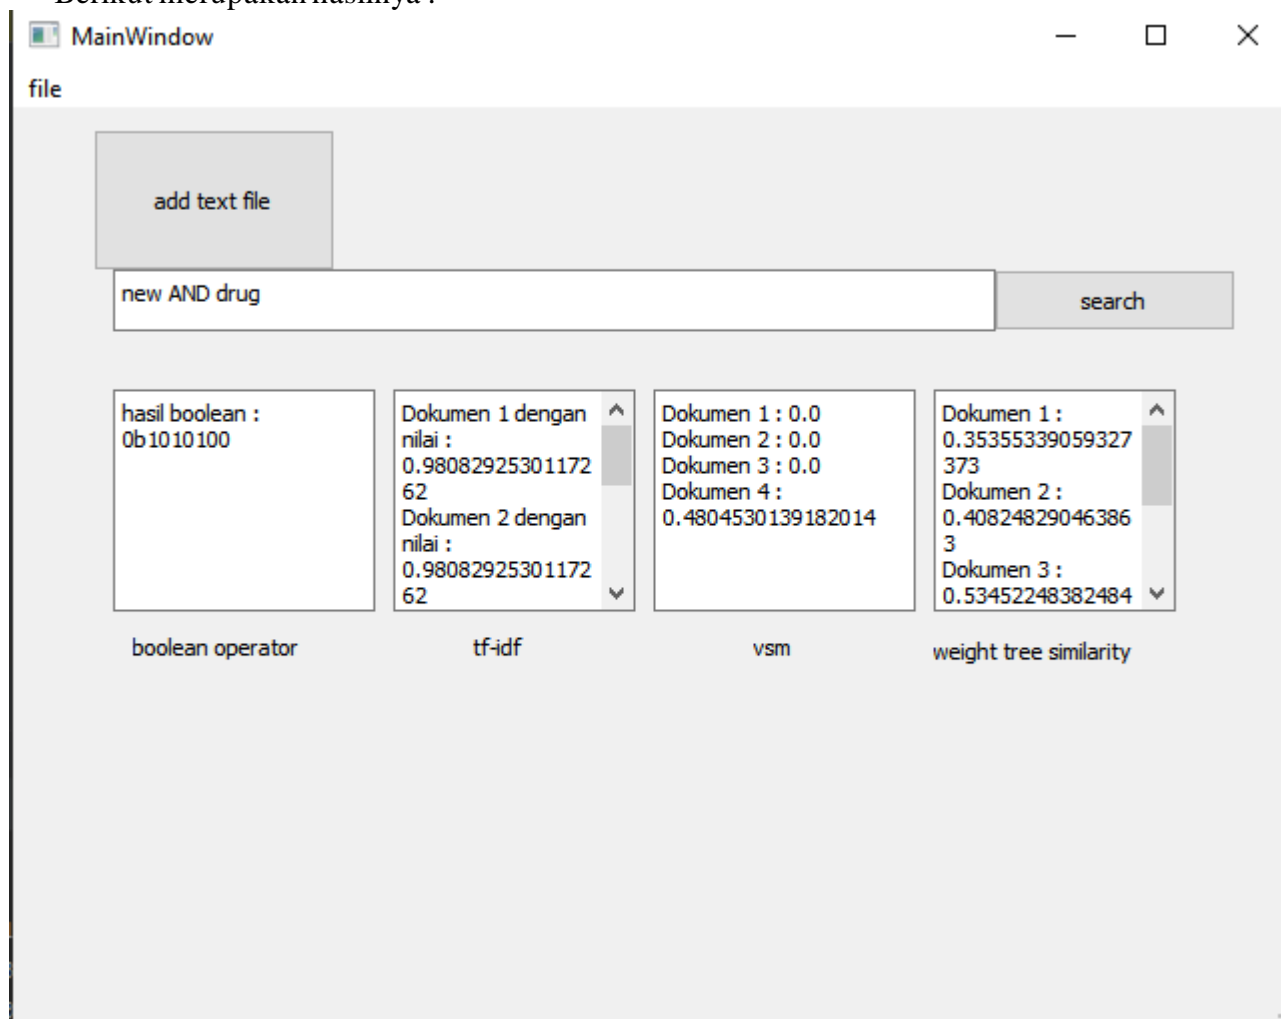 Berikut merupakan hasilnya :
MainWindow
file
add text file
new AND drug
search
hasil boolean :
0b1010100
Dokumen 1 dengan
nilai :
0.98082925301172
62
Dokumen 2 dengan
nilai :
0.98082925301172
62
Dokumen 1 : 0.0
Dokumen 2 : 0.0
Dokumen 3 : 0.0
Dokumen 4 :
0.4804530139182014
Dokumen 1 :
0.35355339059327
373
Dokumen 2 :
0.40824829046386
3
Dokumen 3 :
0.53452248382484
boolean operator
tf-idf
vsm
weight tree similarity